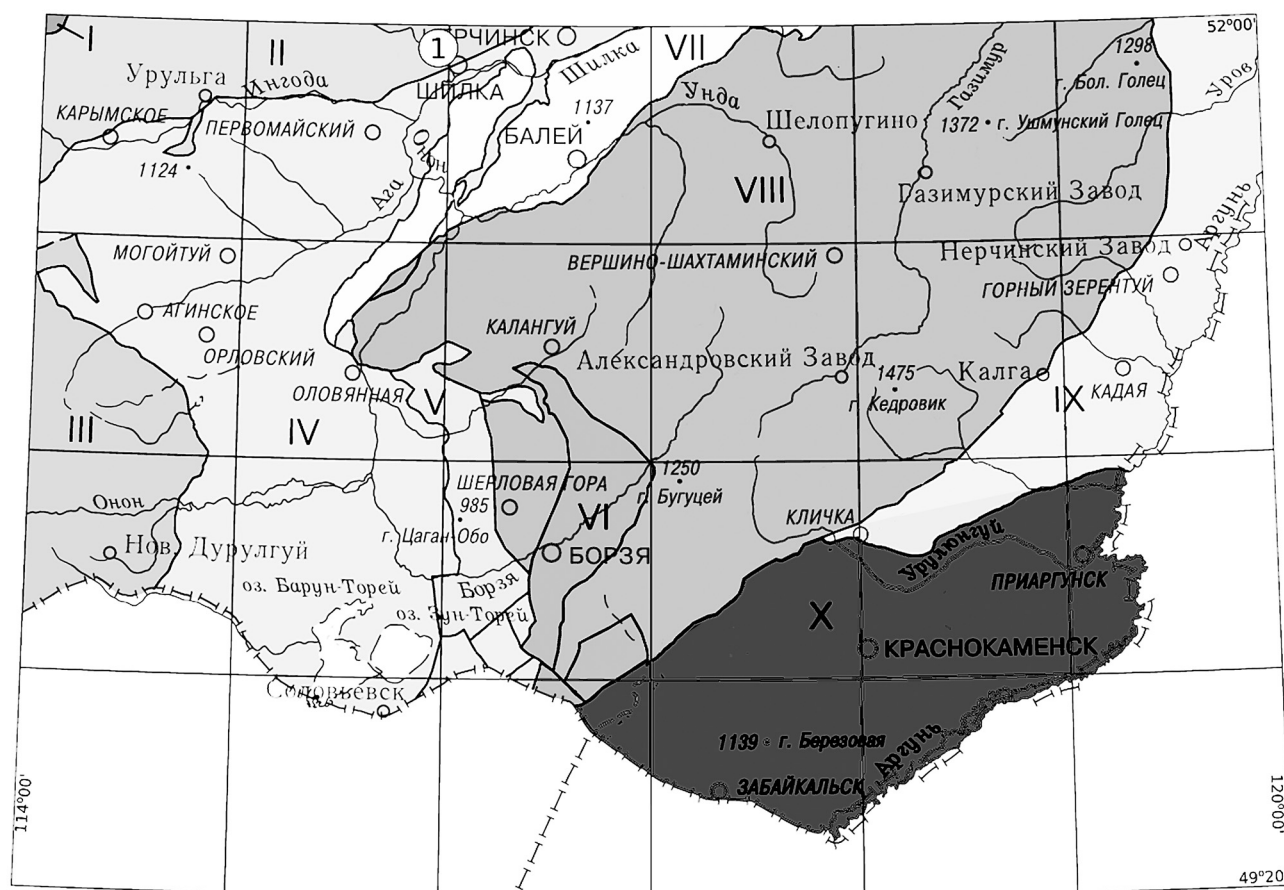 I
II
1
НЕРЧИНСК
Шилка
VII
52°00'
1298
г. Бол. Голец
Уров
Урульга
Ингода
ШИЛКА
1137
Унда
Газимур
КАРЫМСКОЕ
ПЕРВОМАЙСКИЙ
Онон
БАЛЕЙ
Шелопугино
1372
г. Ушмунский Голец
1124
Ага
VIII
Газимурский Завод
Аргунь
МОГОЙТУЙ
ВЕРШИНО-ШАХТАМИНСКИЙ
Нерчинский Завод
ГОРНЫЙ ЗЕРЕНТУЙ
АГИНСКОЕ
ОРЛОВСКИЙ
КАЛАНГУЙ
Александровский Завод
1475
г. Кедровик
Калга
ОЛОВЯННАЯ
V
IX
КАДАЯ
III
IV
1250
г. Бугуцей
ШЕРЛОВАЯ ГОРА
985
г. Цаган-Обо
VI
Онон
КЛИЧКА
Нов. Дурулгуй
БОРЗЯ
Урулюнгуй
ПРИАРГУНСК
оз. Барун-Торей
Борзя
оз. Зун-Торей
X
КРАСНОКАМЕНСК
Соловьевск
1139
г. Березовая
Аргунь
ЗАБАЙКАЛЬСК
114°00'
120°00'
49°20